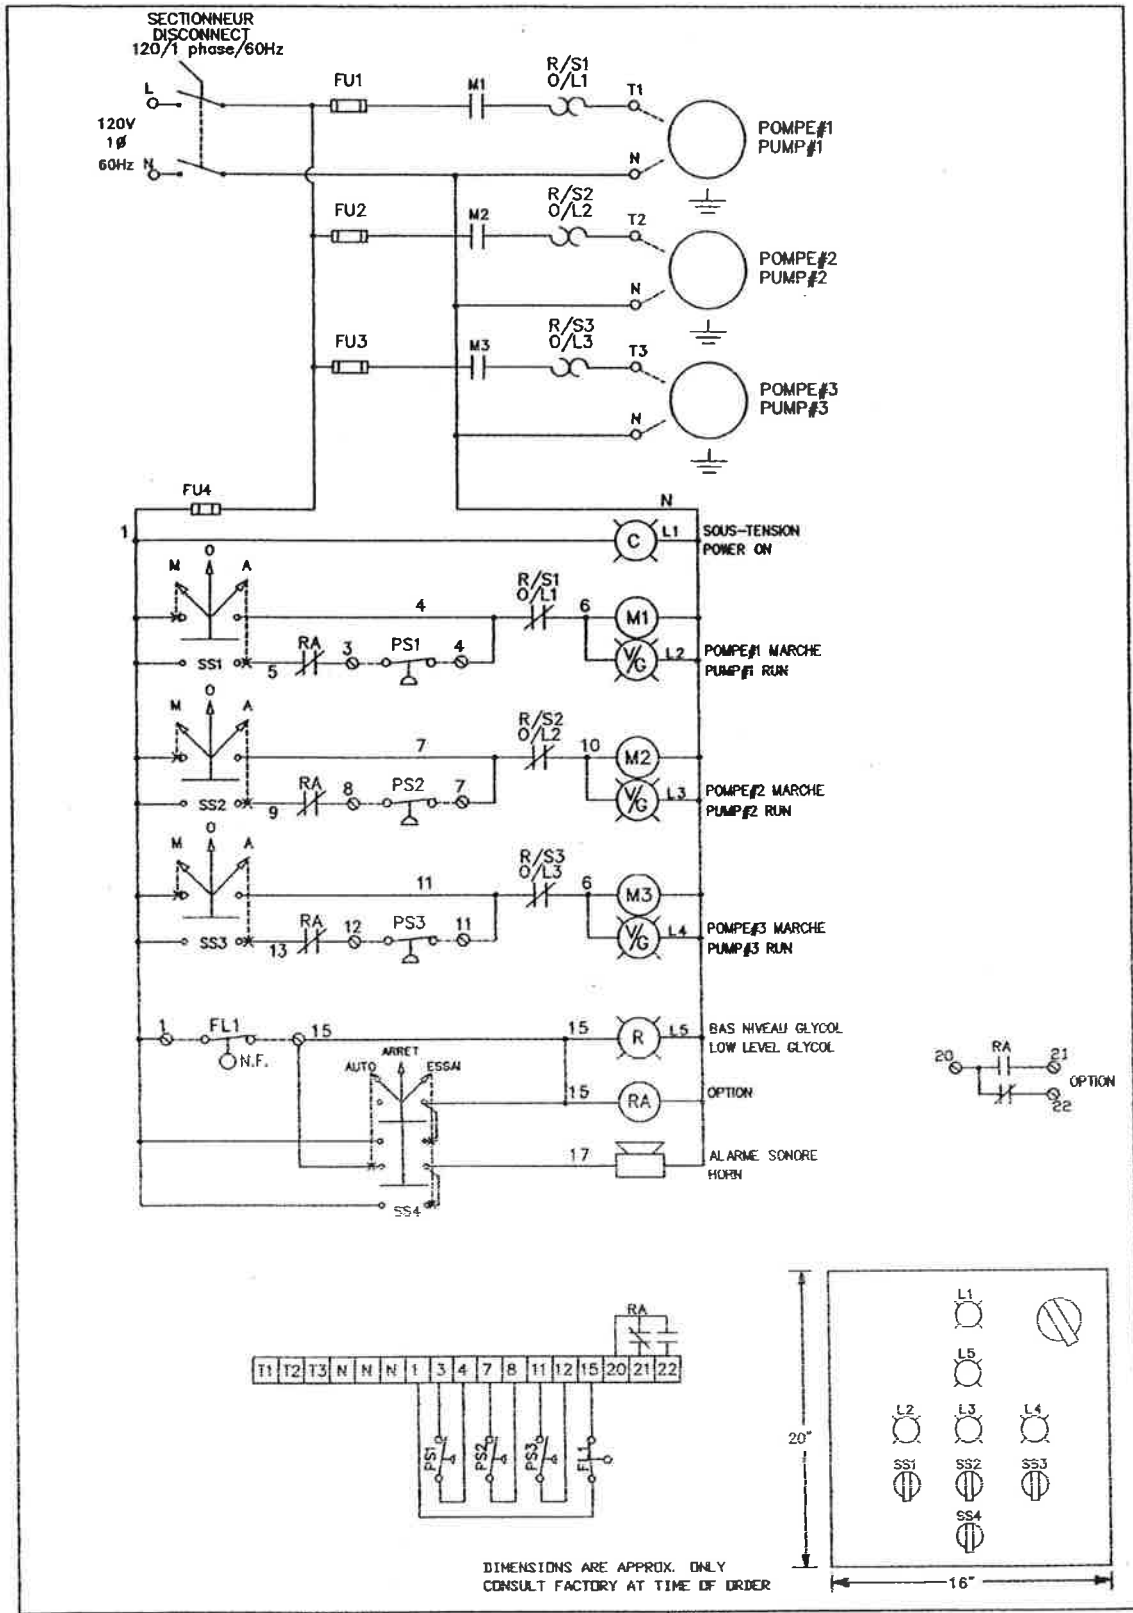 SECTIONNEUR
DISCONNECT
120/1 phase/60Hz
L
120V
1Ø
60Hz N
FU1
M1
R/S1
O/L1
T1
N
POMPE#1
PUMP#1
FU2
M2
R/S2
O/L2
T2
N
POMPE#2
PUMP#2
FU3
M3
R/S3
O/L3
T3
N
POMPE#3
PUMP#3
FU4
N
1
C
L1
SOUS-TENSION
POWER ON
M
O
A
4
R/S1
O/L1
6
M1
SS1
5
RA
3
PS1
4
V/G
L2
POMPE#1 MARCHE
PUMP#1 RUN
M
O
A
7
R/S2
O/L2
10
M2
SS2
9
RA
8
PS2
7
V/G
L3
POMPE#2 MARCHE
PUMP#2 RUN
M
O
A
11
R/S3
O/L3
6
M3
SS3
13
RA
12
PS3
11
V/G
L4
POMPE#3 MARCHE
PUMP#3 RUN
1
FL1
N.F.
15
15
R
L5
BAS NIVEAU GLYCOL
LOW LEVEL GLYCOL
AUTO
ARRET
ESSAI
15
RA
OPTION
17
ALARME SONORE
HORN
SS4
20
RA
21
22
OPTION
RA
T1 T2 T3 N N N 1 3 4 7 8 11 12 15 20 21 22
PS1
PS2
PS3
FL1
L1
L5
L2
L3
L4
SS1
SS2
SS3
SS4
20"
16"
DIMENSIONS ARE APPROX. ONLY
CONSULT FACTORY AT TIME OF ORDER